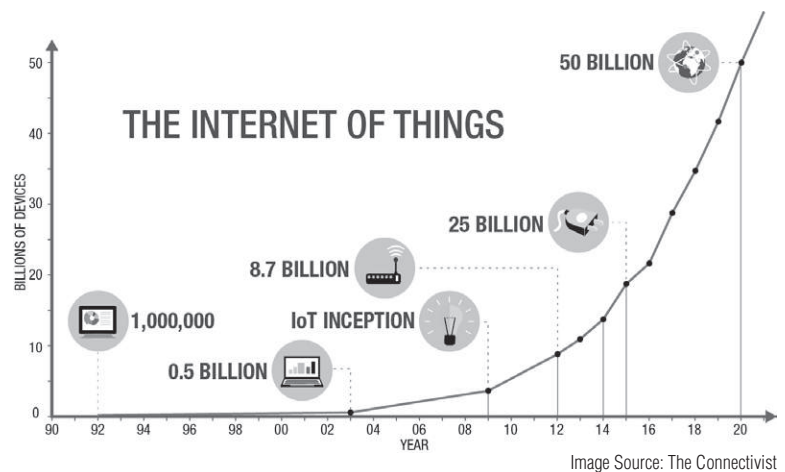 50 BILLION
THE INTERNET OF THINGS
25 BILLION
8.7 BILLION
1,000,000
IoT INCEPTION
0.5 BILLION
BILLIONS OF DEVICES
50
40
30
20
10
0
90 92 94 96 98 00 02 04 06 08 10 12 14 16 18 20
YEAR
Image Source: The Connectivist